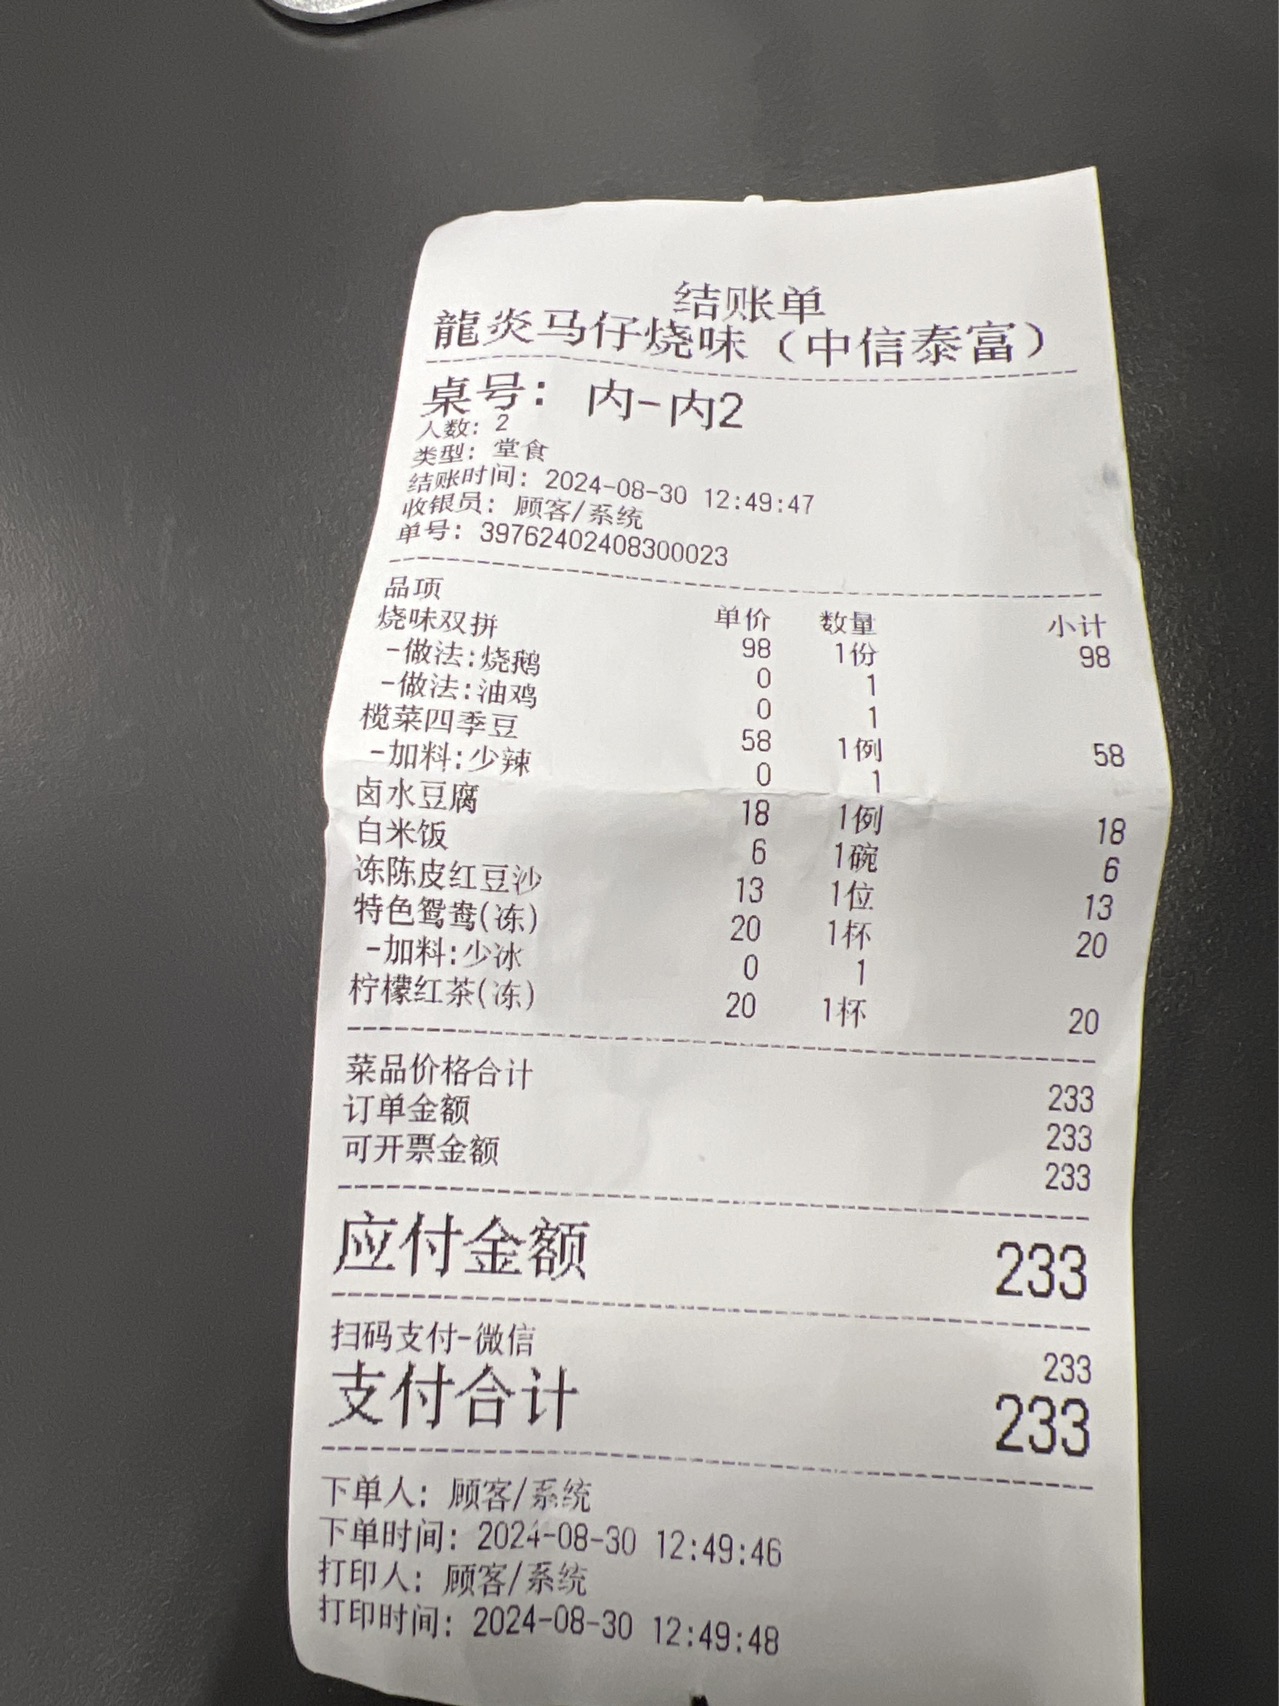 结账单
龍炎马仔烧味（中信泰富）
桌号： 内-内2
人数: 2
类型: 堂食
结账时间: 2024-08-30 12:49:47
收银员: 顾客/系统
单号: 39762402408300023
品项 单价 数量 小计
烧味双拼 98 1份 98
-做法:烧鹅 0 1
-做法:油鸡 0 1
榄菜四季豆 58 1例 58
-加料:少辣 0 1
卤水豆腐 18 1例 18
白米饭 6 1碗 6
冻陈皮红豆沙 13 1位 13
特色鸳鸯(冻) 20 1杯 20
-加料:少冰 0 1
柠檬红茶(冻) 20 1杯 20
菜品价格合计 233
订单金额 233
可开票金额 233
应付金额 233
扫码支付-微信 233
支付合计 233
下单人: 顾客/系统
下单时间: 2024-08-30 12:49:46
打印人: 顾客/系统
打印时间: 2024-08-30 12:49:48